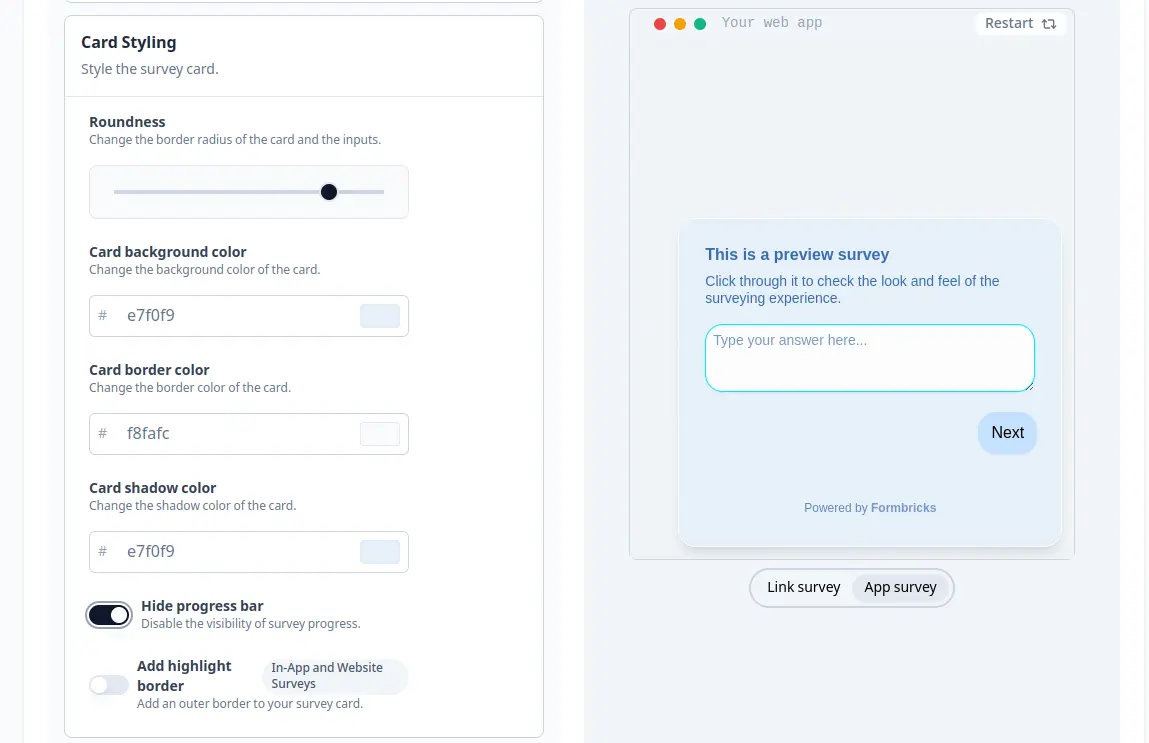 Card Styling
Style the survey card.
Roundness
Change the border radius of the card and the inputs.
Card background color
Change the background color of the card.
# e7f0f9
Card border color
Change the border color of the card.
# f8fafc
Card shadow color
Change the shadow color of the card.
# e7f0f9
Hide progress bar
Disable the visibility of survey progress.
Add highlight
border
In-App and Website
Surveys
Add an outer border to your survey card.
Your web app
Restart
This is a preview survey
Click through it to check the look and feel of the
surveying experience.
Type your answer here...
Next
Powered by Formbricks
Link survey
App survey